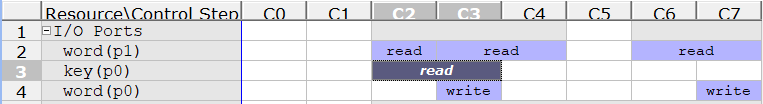 Resource\Control Step C0 C1 C2 C3 C4 C5 C6 C7
1 I/O Ports
2 word(p1) read read read
3 key(p0) read
4 word(p0) write write